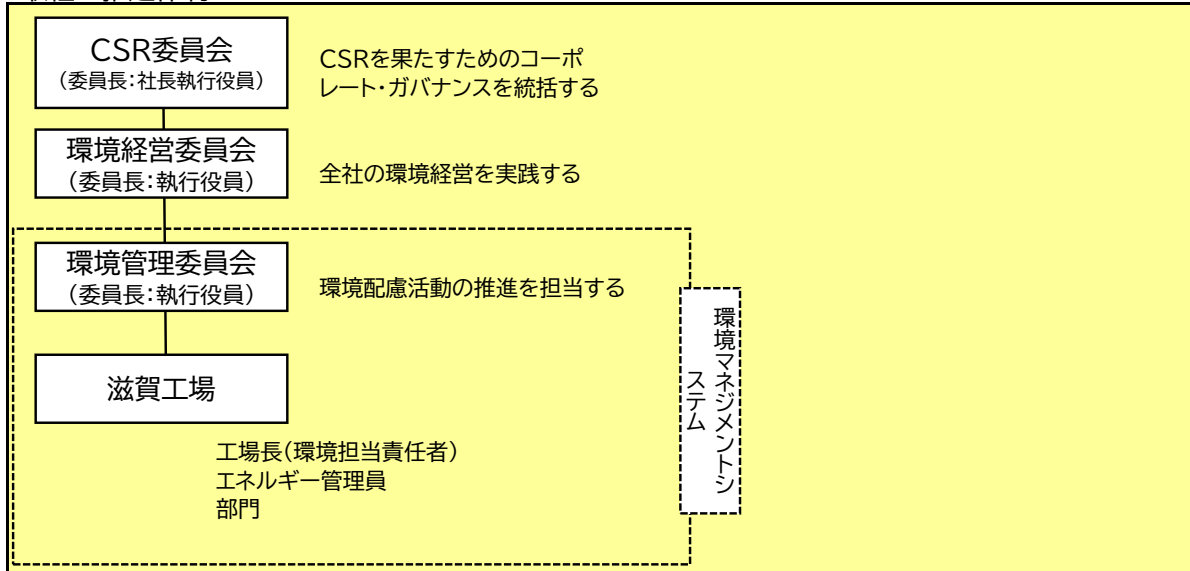 CSR委員会
(委員長:社長執行役員)
CSRを果たすためのコーポ
レート・ガバナンスを統括する
環境経営委員会
(委員長:執行役員)
全社の環境経営を実践する
環境管理委員会
(委員長:執行役員)
環境配慮活動の推進を担当する
滋賀工場
工場長(環境担当責任者)
エネルギー管理員
部門
環境マネジメントシ
ステム